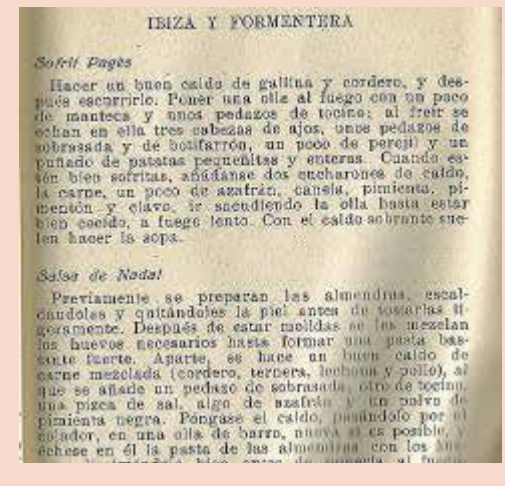 IBIZA Y FORMENTERA
Sofrit Pagès
Hacer un buen caldo de gallina y cordero, y des-
pués escurrirlo. Poner una olla al fuego con un poco
de manteca y unos pedazos de tocino; al freir se
echan en ella tres cabezas de ajos, unos pedazos de
sobrasada y de botifarrón, un poco de perejil y un
puñado de patatas pequeñitas y enteras. Cuando es-
tén bien sofritas, añádanse dos cucharones de caldo,
la carne, un poco de azafrán, canela, pimienta, pi-
mentón y clavo, ir sacudiendo la olla hasta estar
bien cocido, a fuego lento. Con el caldo sobrante sue-
len hacer la sopa.
Salsa de Nadal
Previamente se preparan las almendras, escal-
dándolas y quitándoles la piel antes de tostarlas li-
geramente. Después de estar molidas se les mezclan
los huevos necesarios hasta formar una pasta bas-
tante fuerte. Aparte, se hace un buen caldo de
carne mezclada (cordero, ternera, lechona y pollo), al
que se añade un pedazo de sobrasada, otro de tocino,
una pizca de sal, algo de azafrán y un polvo de
pimienta negra. Póngase el caldo, pasándolo por el
colador, en una olla de barro, nueva si es posible, y
échese en él la pasta de las almendras con los
bien antes de al